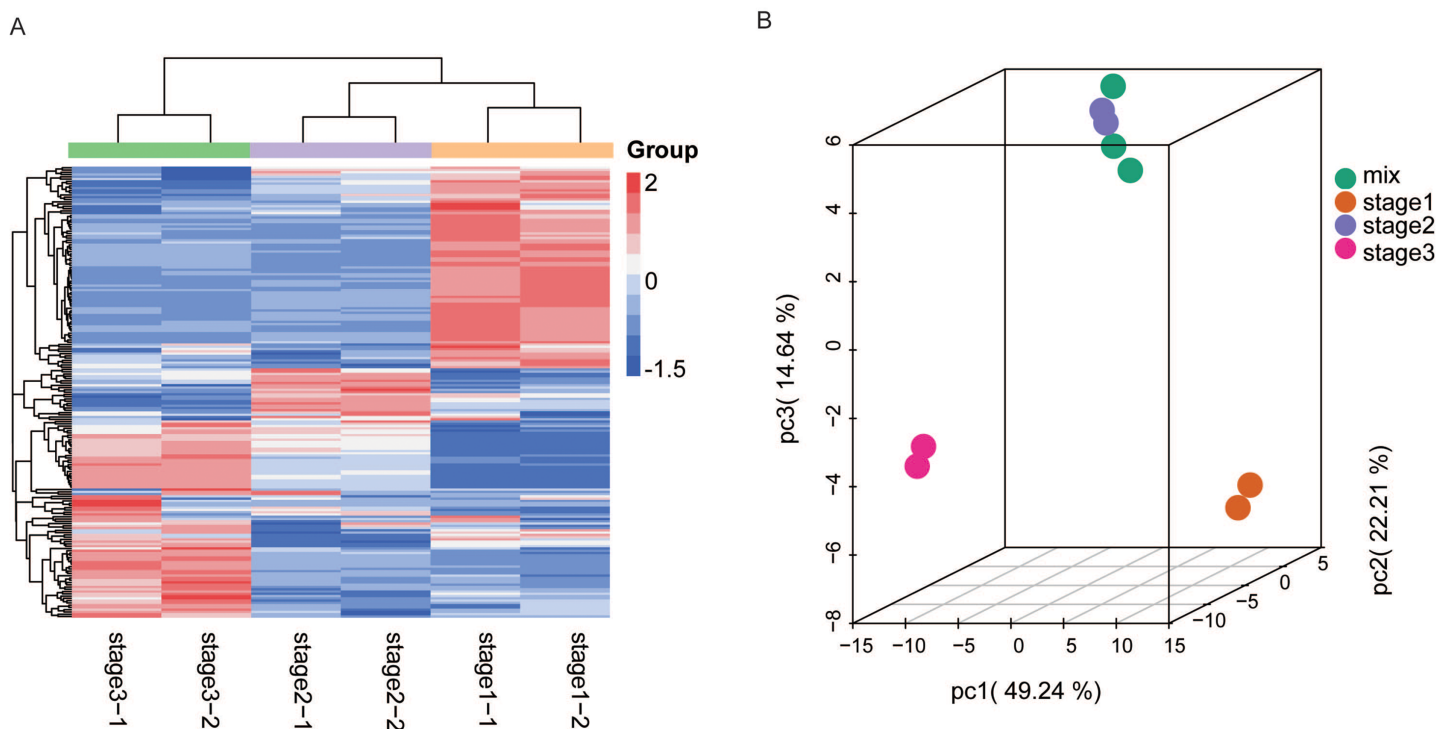 A
Group
2
0
-1.5
stage3-1
stage3-2
stage2-1
stage2-2
stage1-1
stage1-2
B
6
4
2
0
−2
−4
−6
−8
pc3( 14.64 %)
−15
−10
−5
0
5
10
15
pc1( 49.24 %)
−10
−5
0
5
pc2( 22.21 %)
mix
stage1
stage2
stage3